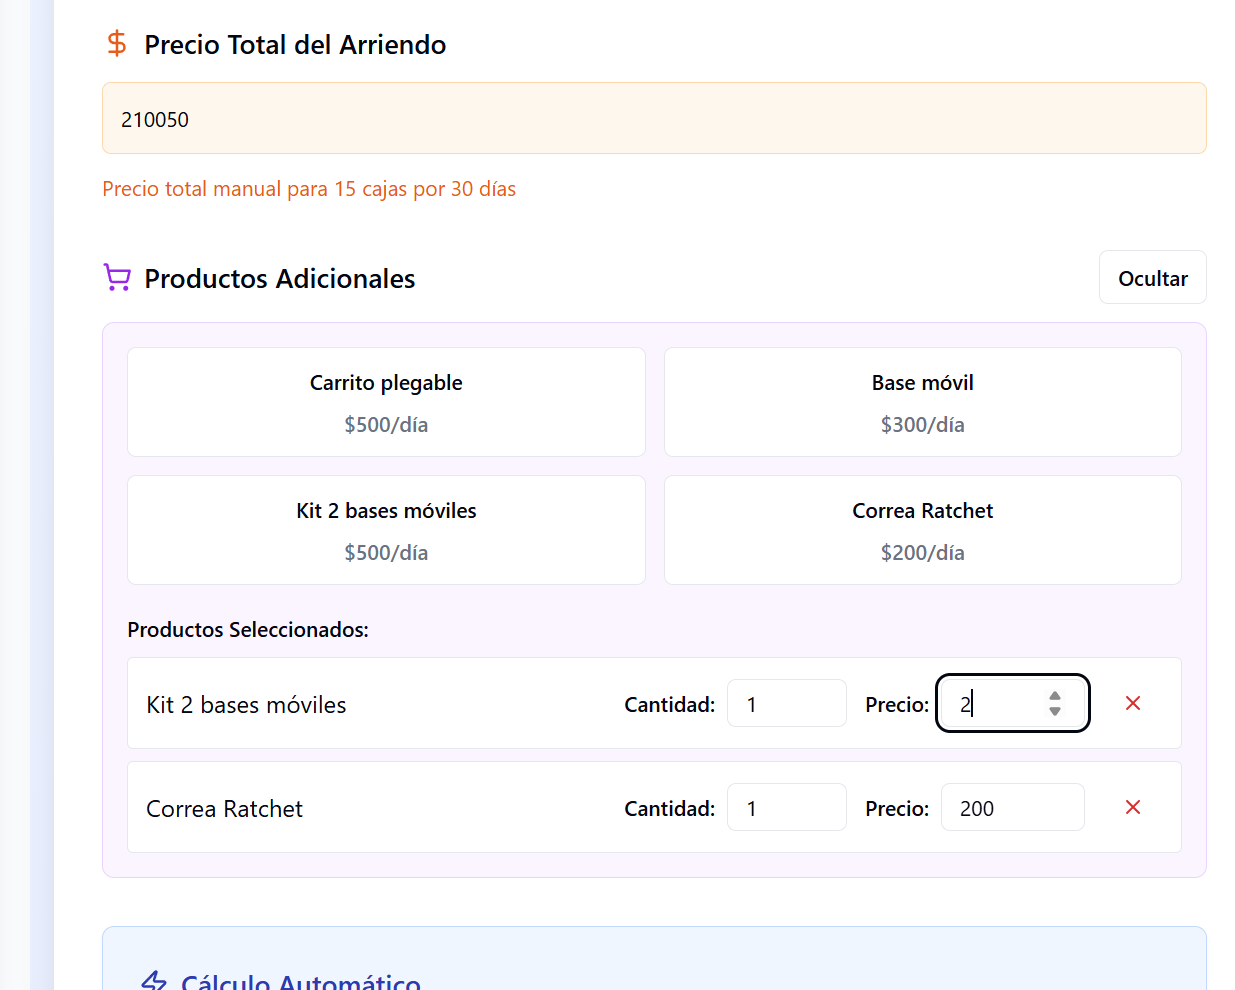 Precio Total del Arriendo
210050
Precio total manual para 15 cajas por 30 días
Productos Adicionales
Ocultar
Carrito plegable
$500/día
Base móvil
$300/día
Kit 2 bases móviles
$500/día
Correa Ratchet
$200/día
Productos Seleccionados:
Kit 2 bases móviles Cantidad: 1 Precio: 2
Correa Ratchet Cantidad: 1 Precio: 200
Cálculo Automático